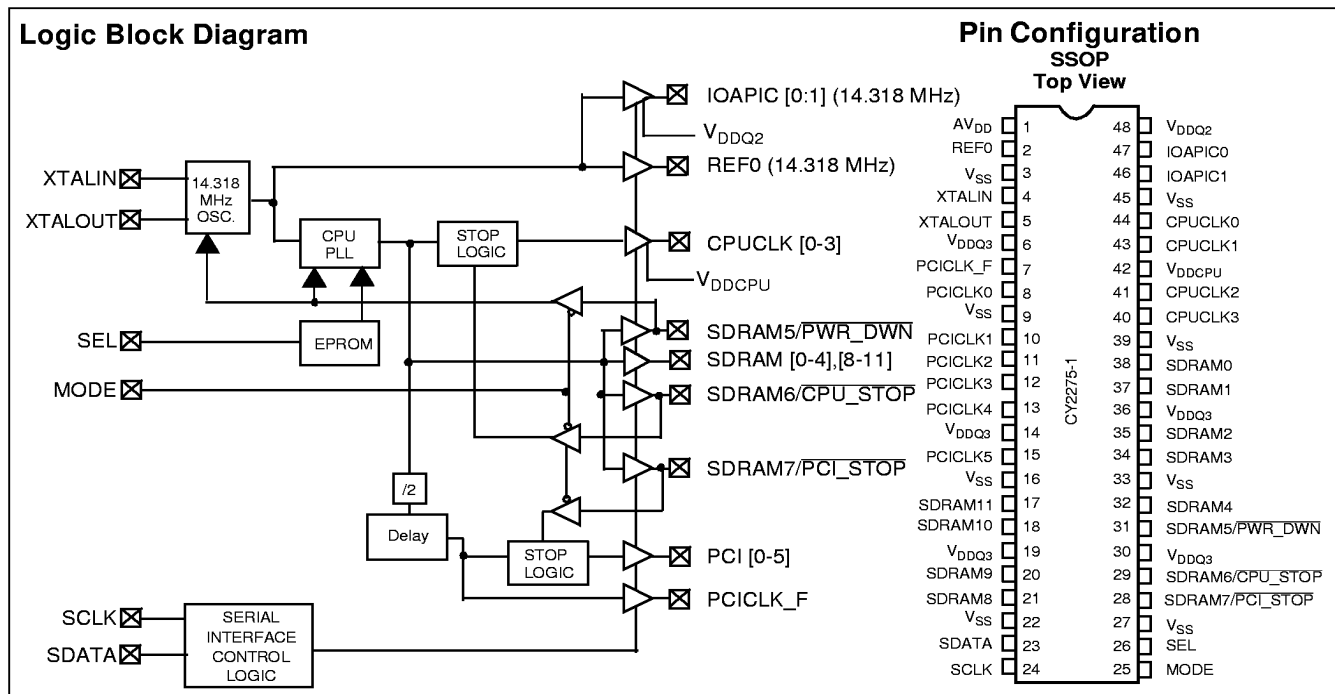 Logic Block Diagram
IOAPIC [0:1] (14.318 MHz)
VDDQ2
REF0 (14.318 MHz)
XTALIN
XTALOUT
14.318
MHz
OSC.
CPU
PLL
STOP
LOGIC
CPUCLK [0-3]
VDDCPU
SEL
EPROM
SDRAM5/PWR_DWN
SDRAM [0-4],[8-11]
MODE
SDRAM6/CPU_STOP
SDRAM7/PCI_STOP
/2
Delay
STOP
LOGIC
PCI [0-5]
PCICLK_F
SCLK
SDATA
SERIAL
INTERFACE
CONTROL
LOGIC
Pin Configuration
SSOP
Top View
CY2275-1
AVDD 1 48 VDDQ2
REF0 2 47 IOAPIC0
VSS 3 46 IOAPIC1
XTALIN 4 45 VSS
XTALOUT 5 44 CPUCLK0
VDDQ3 6 43 CPUCLK1
PCICLK_F 7 42 VDDCPU
PCICLK0 8 41 CPUCLK2
VSS 9 40 CPUCLK3
PCICLK1 10 39 VSS
PCICLK2 11 38 SDRAM0
PCICLK3 12 37 SDRAM1
PCICLK4 13 36 VDDQ3
VDDQ3 14 35 SDRAM2
PCICLK5 15 34 SDRAM3
VSS 16 33 VSS
SDRAM11 17 32 SDRAM4
SDRAM10 18 31 SDRAM5/PWR_DWN
VDDQ3 19 30 VDDQ3
SDRAM9 20 29 SDRAM6/CPU_STOP
SDRAM8 21 28 SDRAM7/PCI_STOP
VSS 22 27 VSS
SDATA 23 26 SEL
SCLK 24 25 MODE